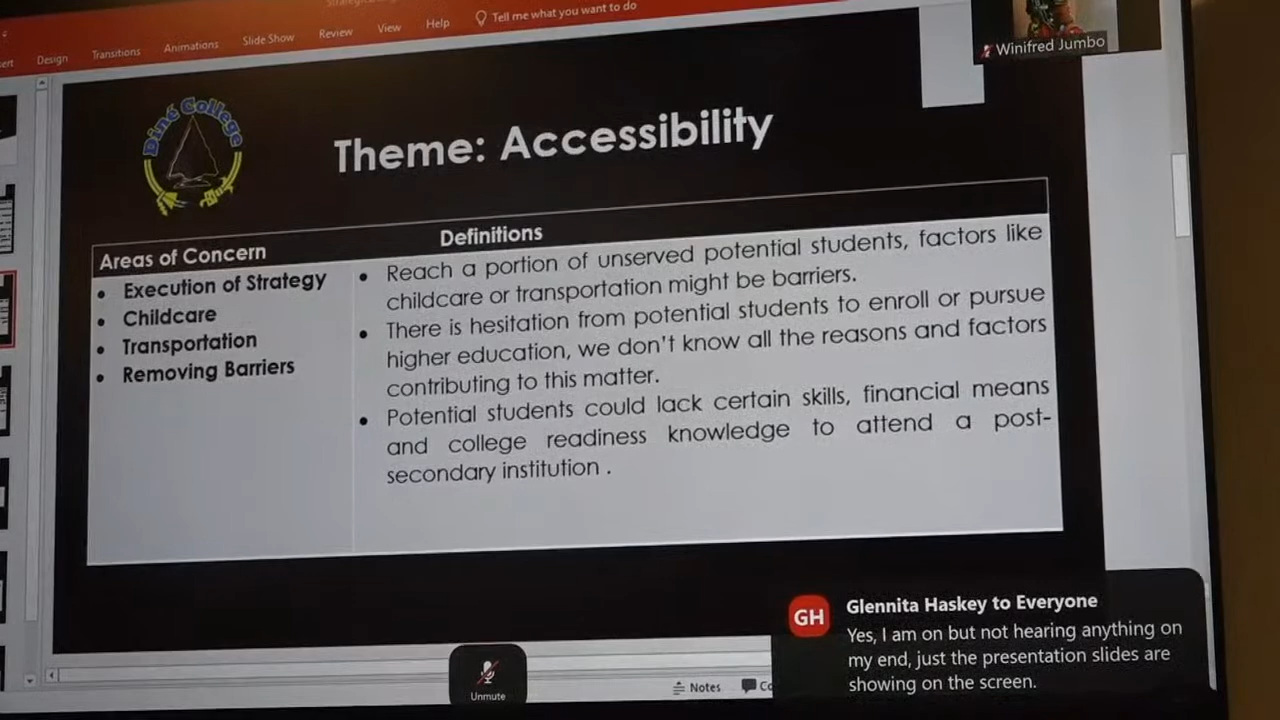 Design
Transitions
Animations
Slide Show
Review
View
Help
Tell me what you want to do
Winifred Jumbo
Diné College
Theme: Accessibility
Areas of Concern
Definitions
• Execution of Strategy
• Childcare
• Transportation
• Removing Barriers
• Reach a portion of unserved potential students, factors like
childcare or transportation might be barriers.
• There is hesitation from potential students to enroll or pursue
higher education, we don't know all the reasons and factors
contributing to this matter.
• Potential students could lack certain skills, financial means
and college readiness knowledge to attend a post-
secondary institution .
GH
Glennita Haskey to Everyone
Yes, I am on but not hearing anything on
my end, just the presentation slides are
showing on the screen.
Unmute
Notes